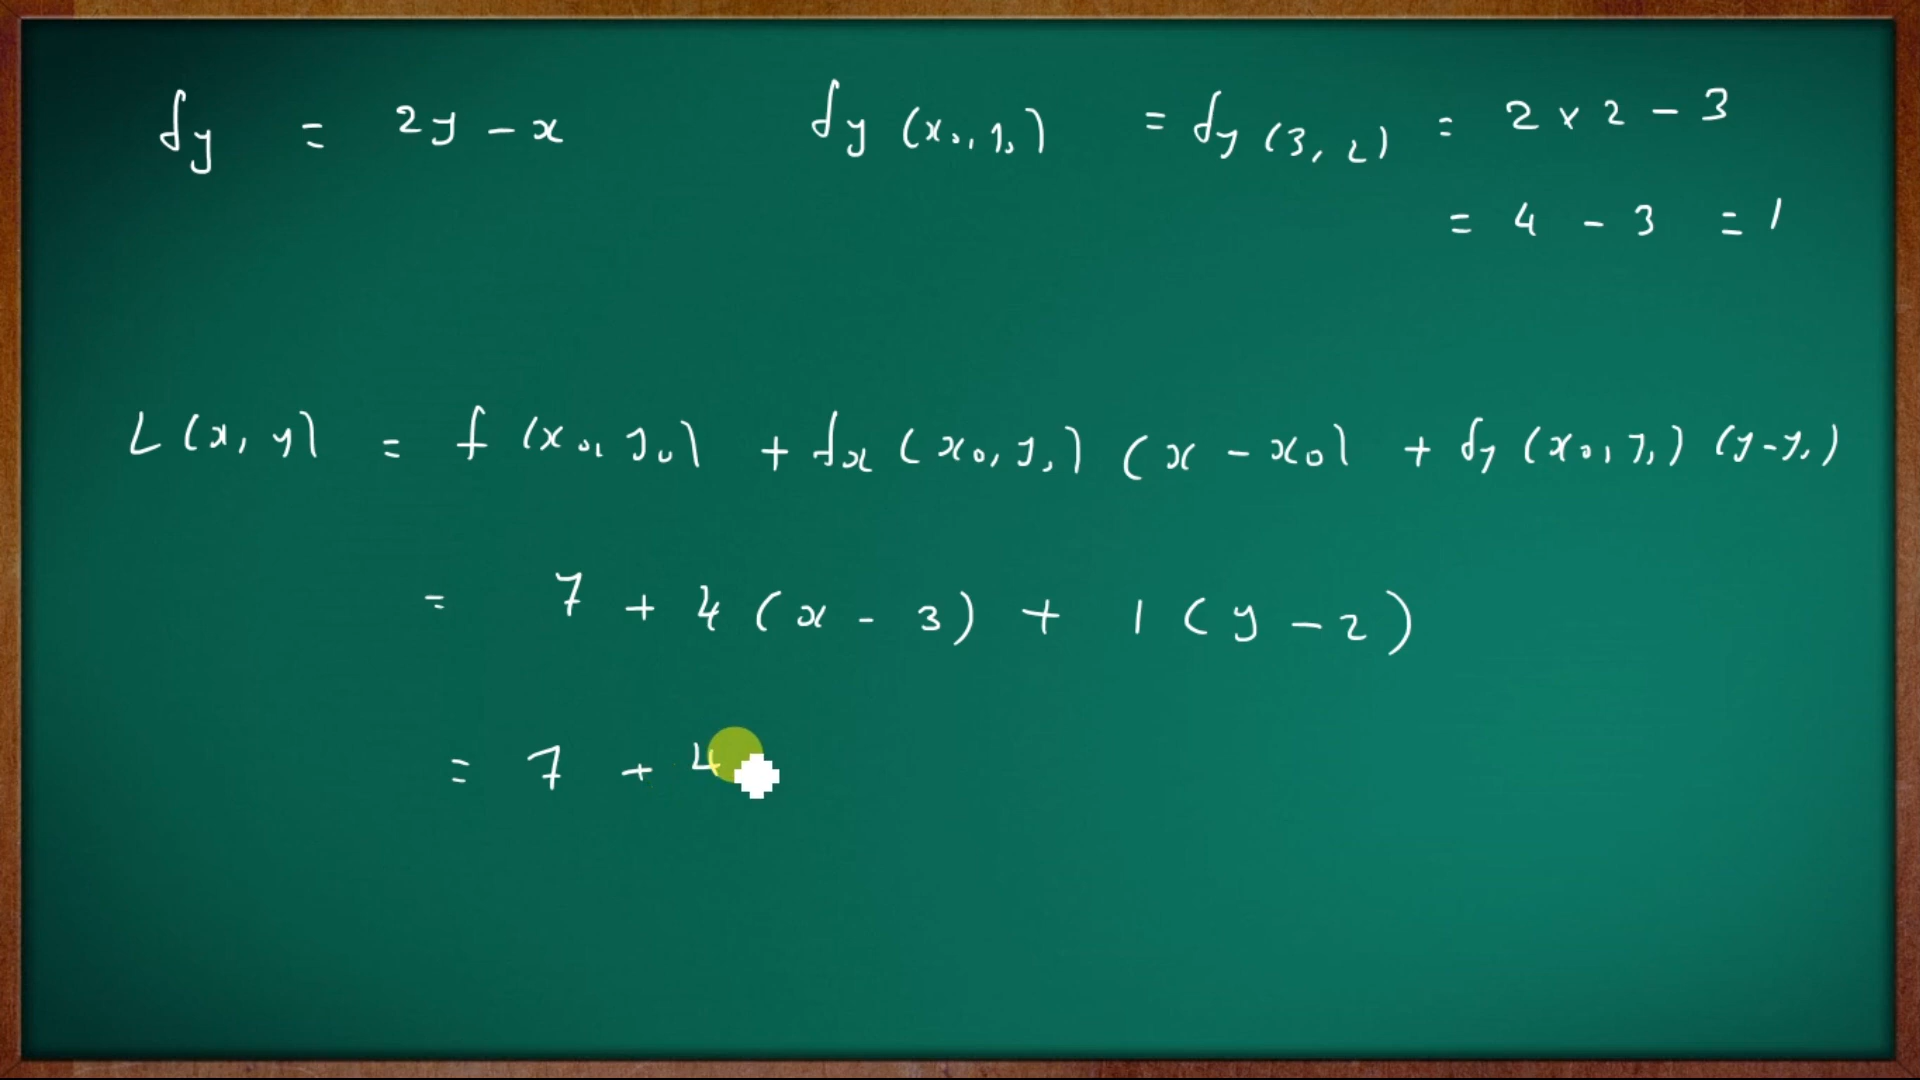 fy = 2y - x fy (x₀, y₀) = fy (3, 2) = 2 × 2 - 3
= 4 - 3 = 1
L (x, y) = f (x₀, y₀) + fx (x₀, y₀) (x - x₀) + fy (x₀, y₀) (y - y₀)
= 7 + 4 (x - 3) + 1 (y - 2)
= 7 + 4